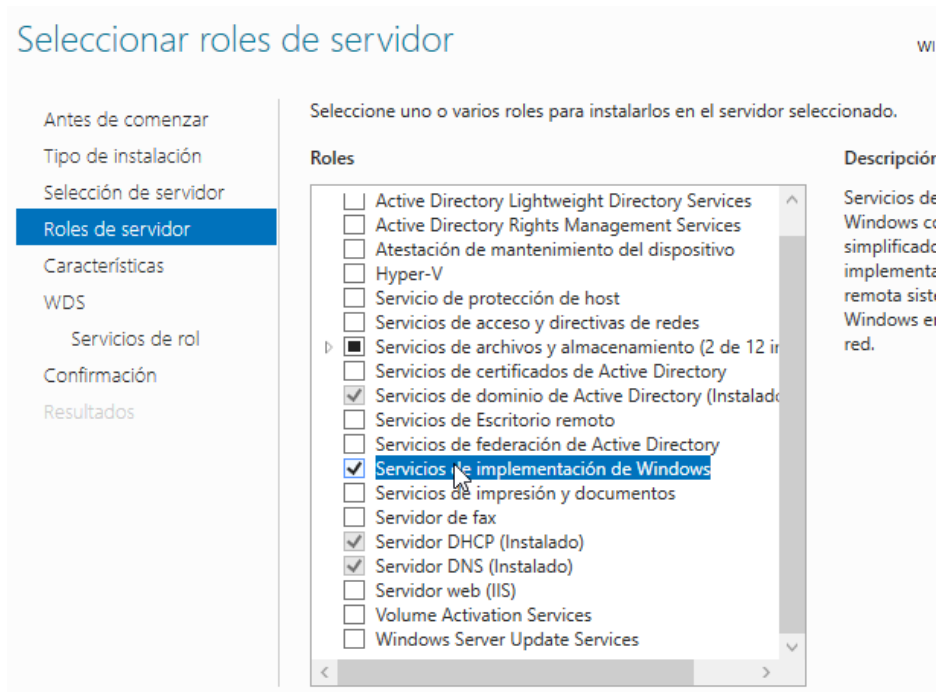 Seleccionar roles de servidor
WI
Antes de comenzar
Tipo de instalación
Selección de servidor
Roles de servidor
Características
WDS
Servicios de rol
Confirmación
Resultados
Seleccione uno o varios roles para instalarlos en el servidor seleccionado.
Roles
Active Directory Lightweight Directory Services
Active Directory Rights Management Services
Atestación de mantenimiento del dispositivo
Hyper-V
Servicio de protección de host
Servicios de acceso y directivas de redes
Servicios de archivos y almacenamiento (2 de 12 in
Servicios de certificados de Active Directory
Servicios de dominio de Active Directory (Instalado
Servicios de Escritorio remoto
Servicios de federación de Active Directory
Servicios de implementación de Windows
Servicios de impresión y documentos
Servidor de fax
Servidor DHCP (Instalado)
Servidor DNS (Instalado)
Servidor web (IIS)
Volume Activation Services
Windows Server Update Services
Descripción
Servicios de
Windows co
simplificado
implementa
remota siste
Windows en
red.